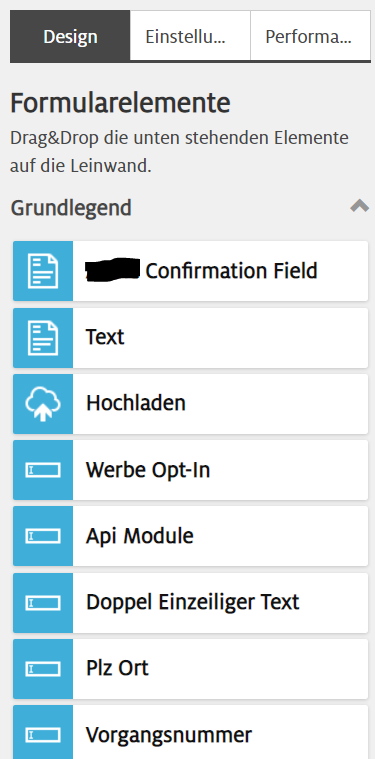 Design
Einstellu...
Performa...
Formularelemente
Drag&Drop die unten stehenden Elemente
auf die Leinwand.
Grundlegend
Confirmation Field
Text
Hochladen
Werbe Opt-In
Api Module
Doppel Einzeiliger Text
Plz Ort
Vorgangsnummer